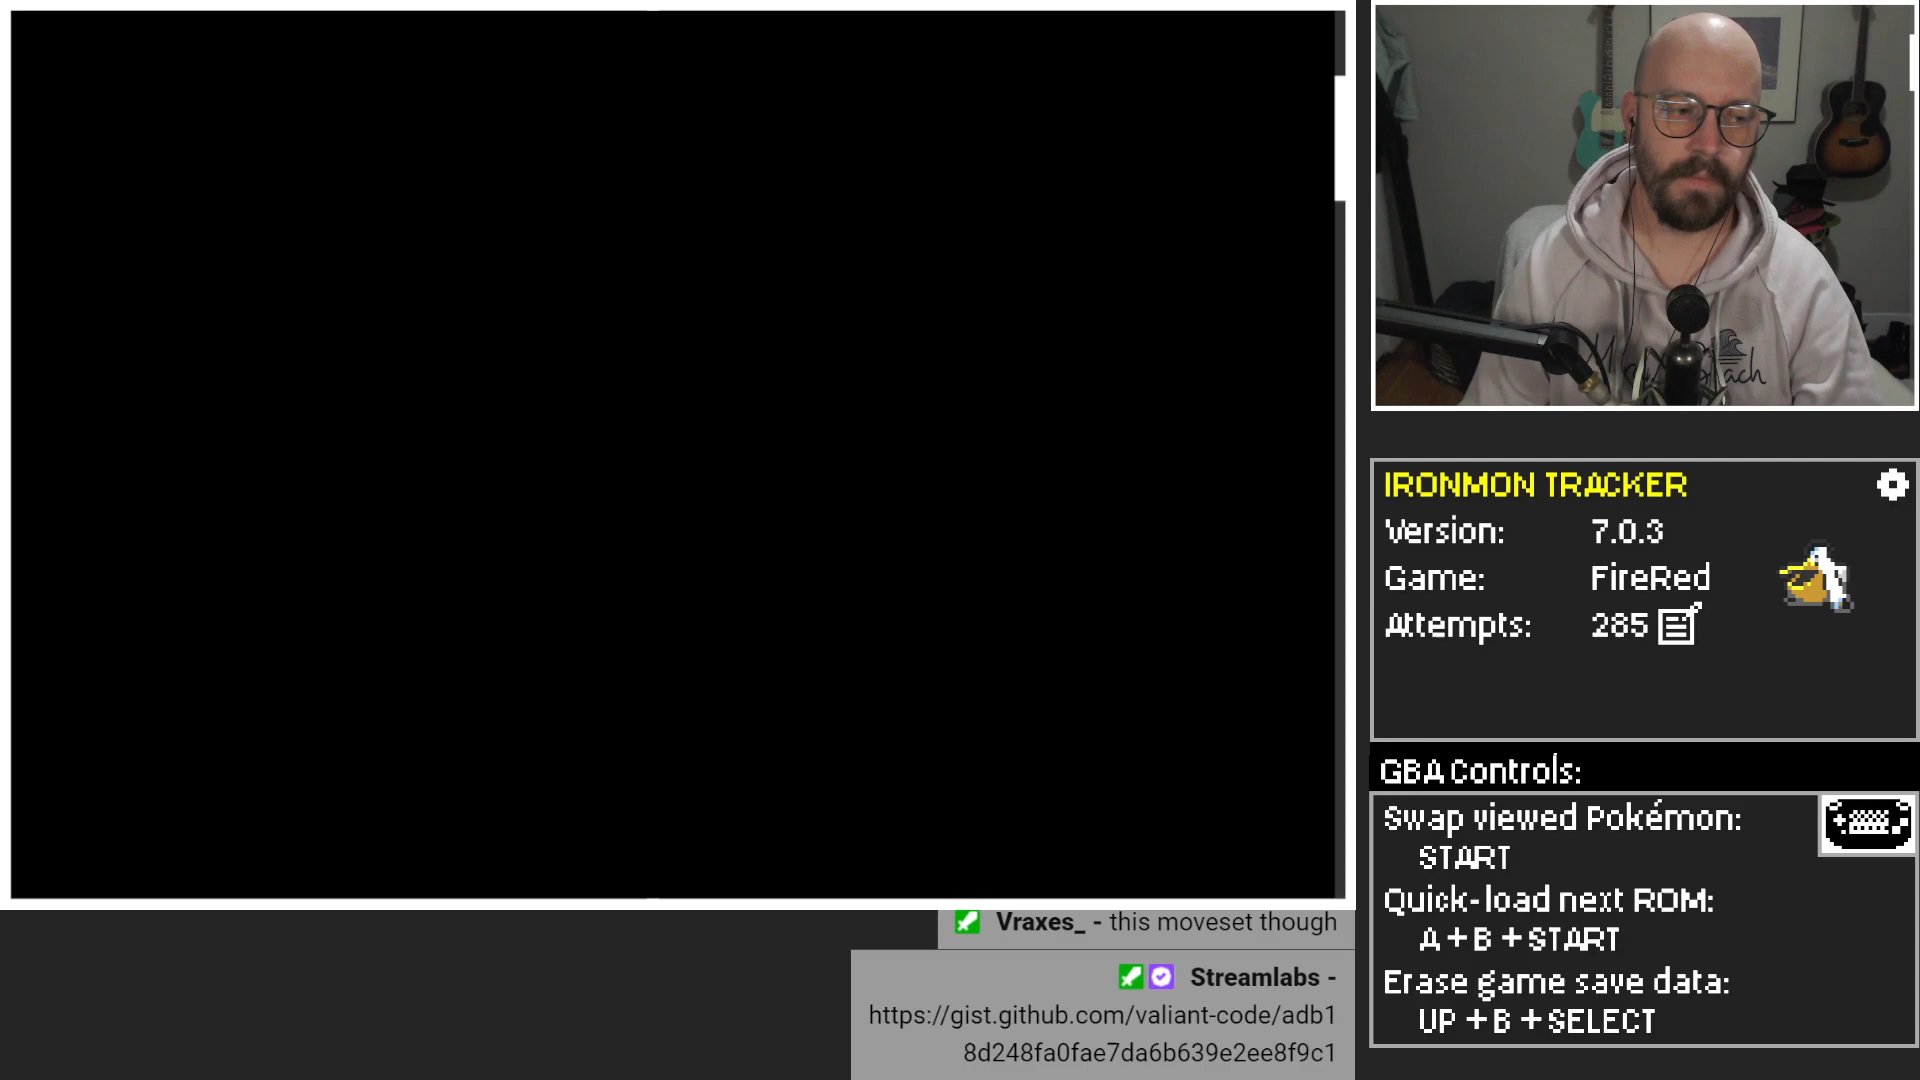 IRONMON TRACKER
Version: 7.0.3
Game: FireRed
Attempts: 285
GBA Controls:
Swap viewed Pokémon:
START
Quick-load next ROM:
A + B + START
Erase game save data:
UP + B + SELECT
Vraxes_ - this moveset though
Streamlabs -
https://gist.github.com/valiant-code/adb1
8d248fa0fae7da6b639e2ee8f9c1